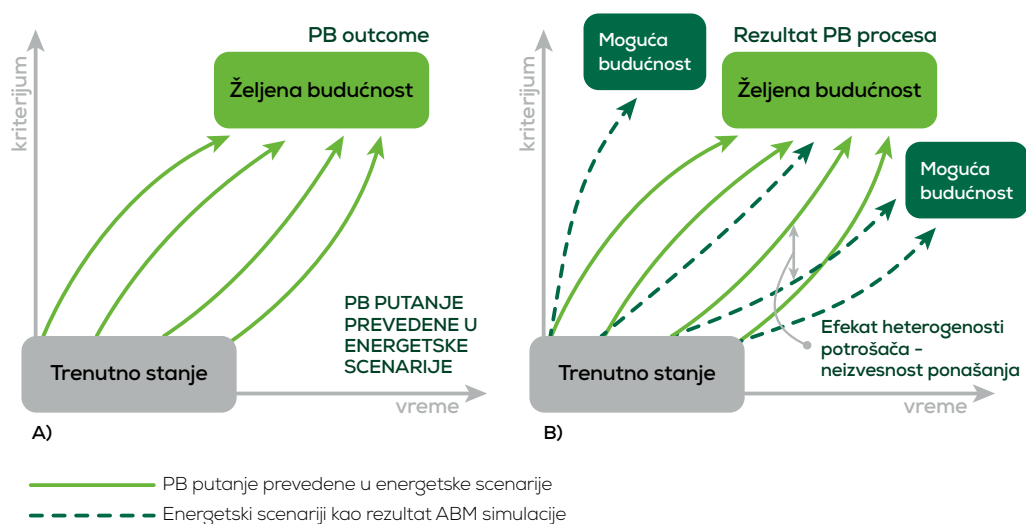 PB outcome
Željena budućnost
kriterijum
PB PUTANJE
PREVEDENE U
ENERGETSKE
SCENARIJE
Trenutno stanje
vreme
A)
Moguća
budućnost
Rezultat PB procesa
Željena budućnost
kriterijum
Moguća
budućnost
Efekat heterogenosti
potrošača -
neizvesnost ponašanja
Trenutno stanje
vreme
B)
PB putanje prevedene u energetske scenarije
Energetski scenariji kao rezultat ABM simulacije